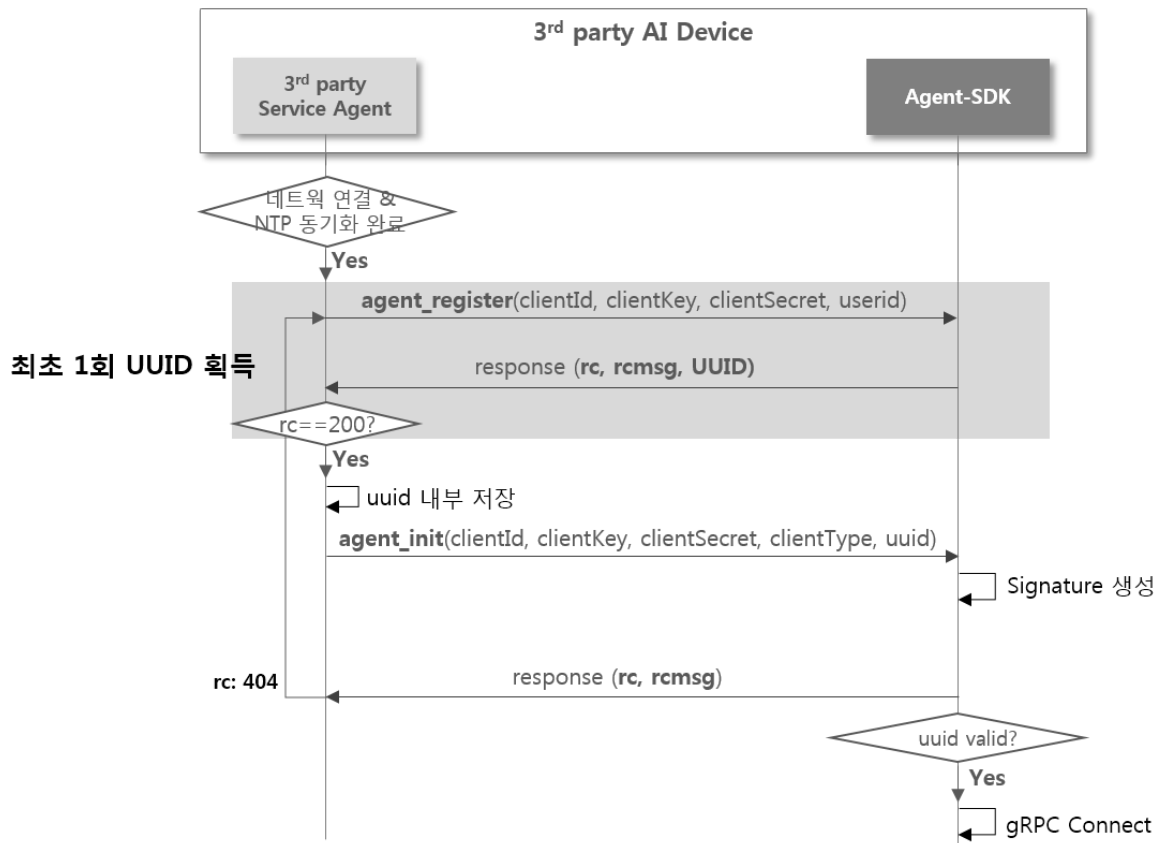 3rd party AI Device
3rd party
Service Agent
Agent-SDK
네트웍 연결 &
NTP 동기화 완료
Yes
agent_register(clientId, clientKey, clientSecret, userid)
최초 1회 UUID 획득
response (rc, rcmsg, UUID)
rc==200?
Yes
uuid 내부 저장
agent_init(clientId, clientKey, clientSecret, clientType, uuid)
Signature 생성
rc: 404
response (rc, rcmsg)
uuid valid?
Yes
gRPC Connect